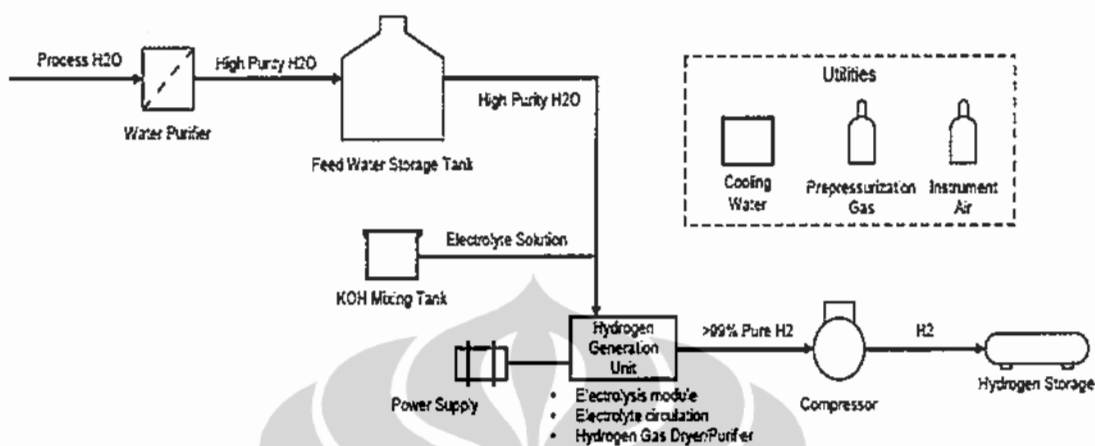 Process H2O
High Purity H2O
Water Purifier
Feed Water Storage Tank
High Purity H2O
Utilities
Cooling
Water
Prepressurization
Gas
Instrument
Air
Electrolyte Solution
KOH Mixing Tank
Power Supply
Hydrogen
Generation
Unit
• Electrolysis module
• Electrolyte circulation
• Hydrogen Gas Dryer/Purifier
>99% Pure H2
Compressor
H2
Hydrogen Storage